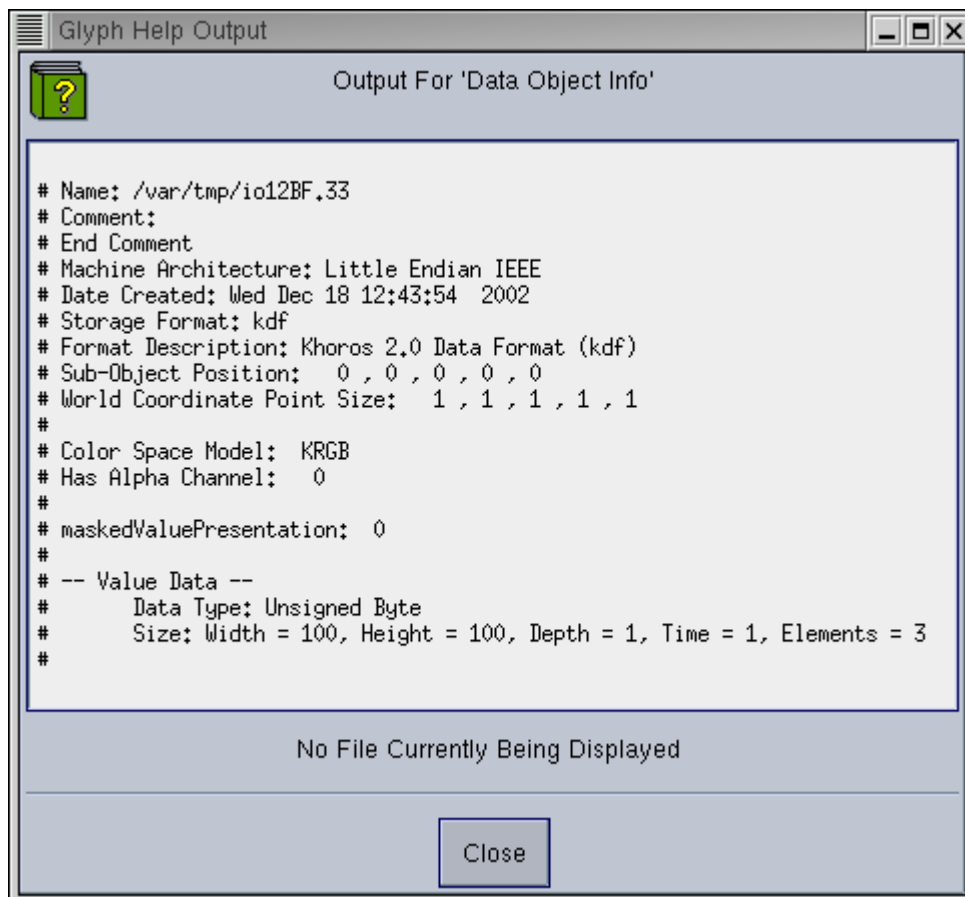 Glyph Help Output
Output For 'Data Object Info'
# Name: /var/tmp/io12BF.33
# Comment:
# End Comment
# Machine Architecture: Little Endian IEEE
# Date Created: Wed Dec 18 12:43:54  2002
# Storage Format: kdf
# Format Description: Khoros 2.0 Data Format (kdf)
# Sub-Object Position:   0 , 0 , 0 , 0 , 0
# World Coordinate Point Size:   1 , 1 , 1 , 1 , 1
#
# Color Space Model:  KRGB
# Has Alpha Channel:   0
#
# maskedValuePresentation:  0
#
# -- Value Data --
#       Data Type: Unsigned Byte
#       Size: Width = 100, Height = 100, Depth = 1, Time = 1, Elements = 3
#
No File Currently Being Displayed
Close